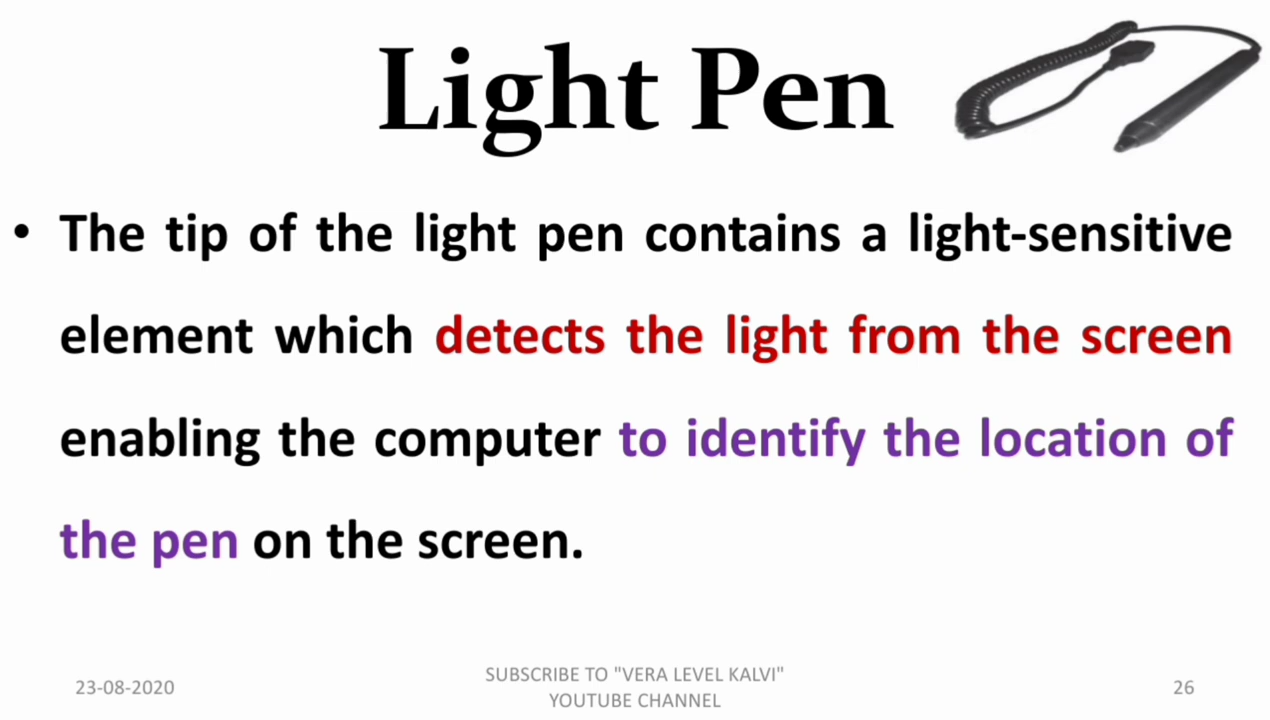 Light Pen
• The tip of the light pen contains a light-sensitive
element which detects the light from the screen
enabling the computer to identify the location of
the pen on the screen.
23-08-2020
SUBSCRIBE TO "VERA LEVEL KALVI"
YOUTUBE CHANNEL
26